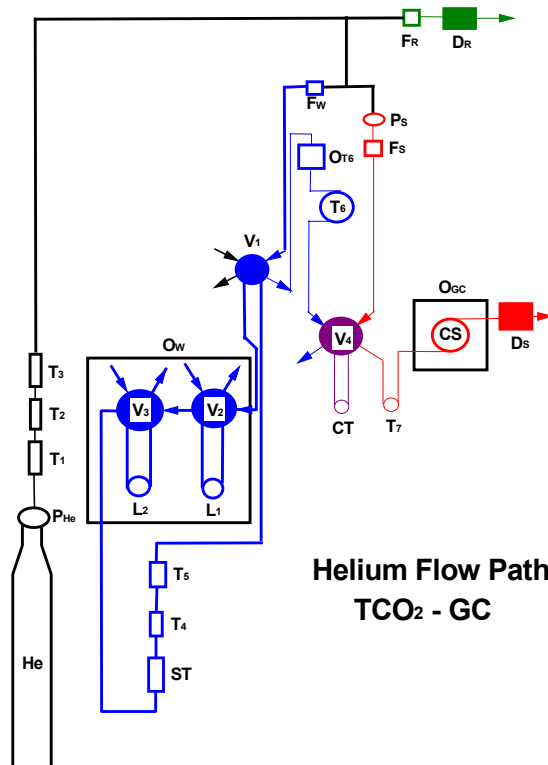 FR DR
FW
PS
FS
OT6
T6
V1
OGC
V4
CS
DS
OW
T3
T2
T1
V3 V2
CT T7
L2 L1
PHe
T5
Helium Flow Path
TCO2 - GC
T4
He
ST